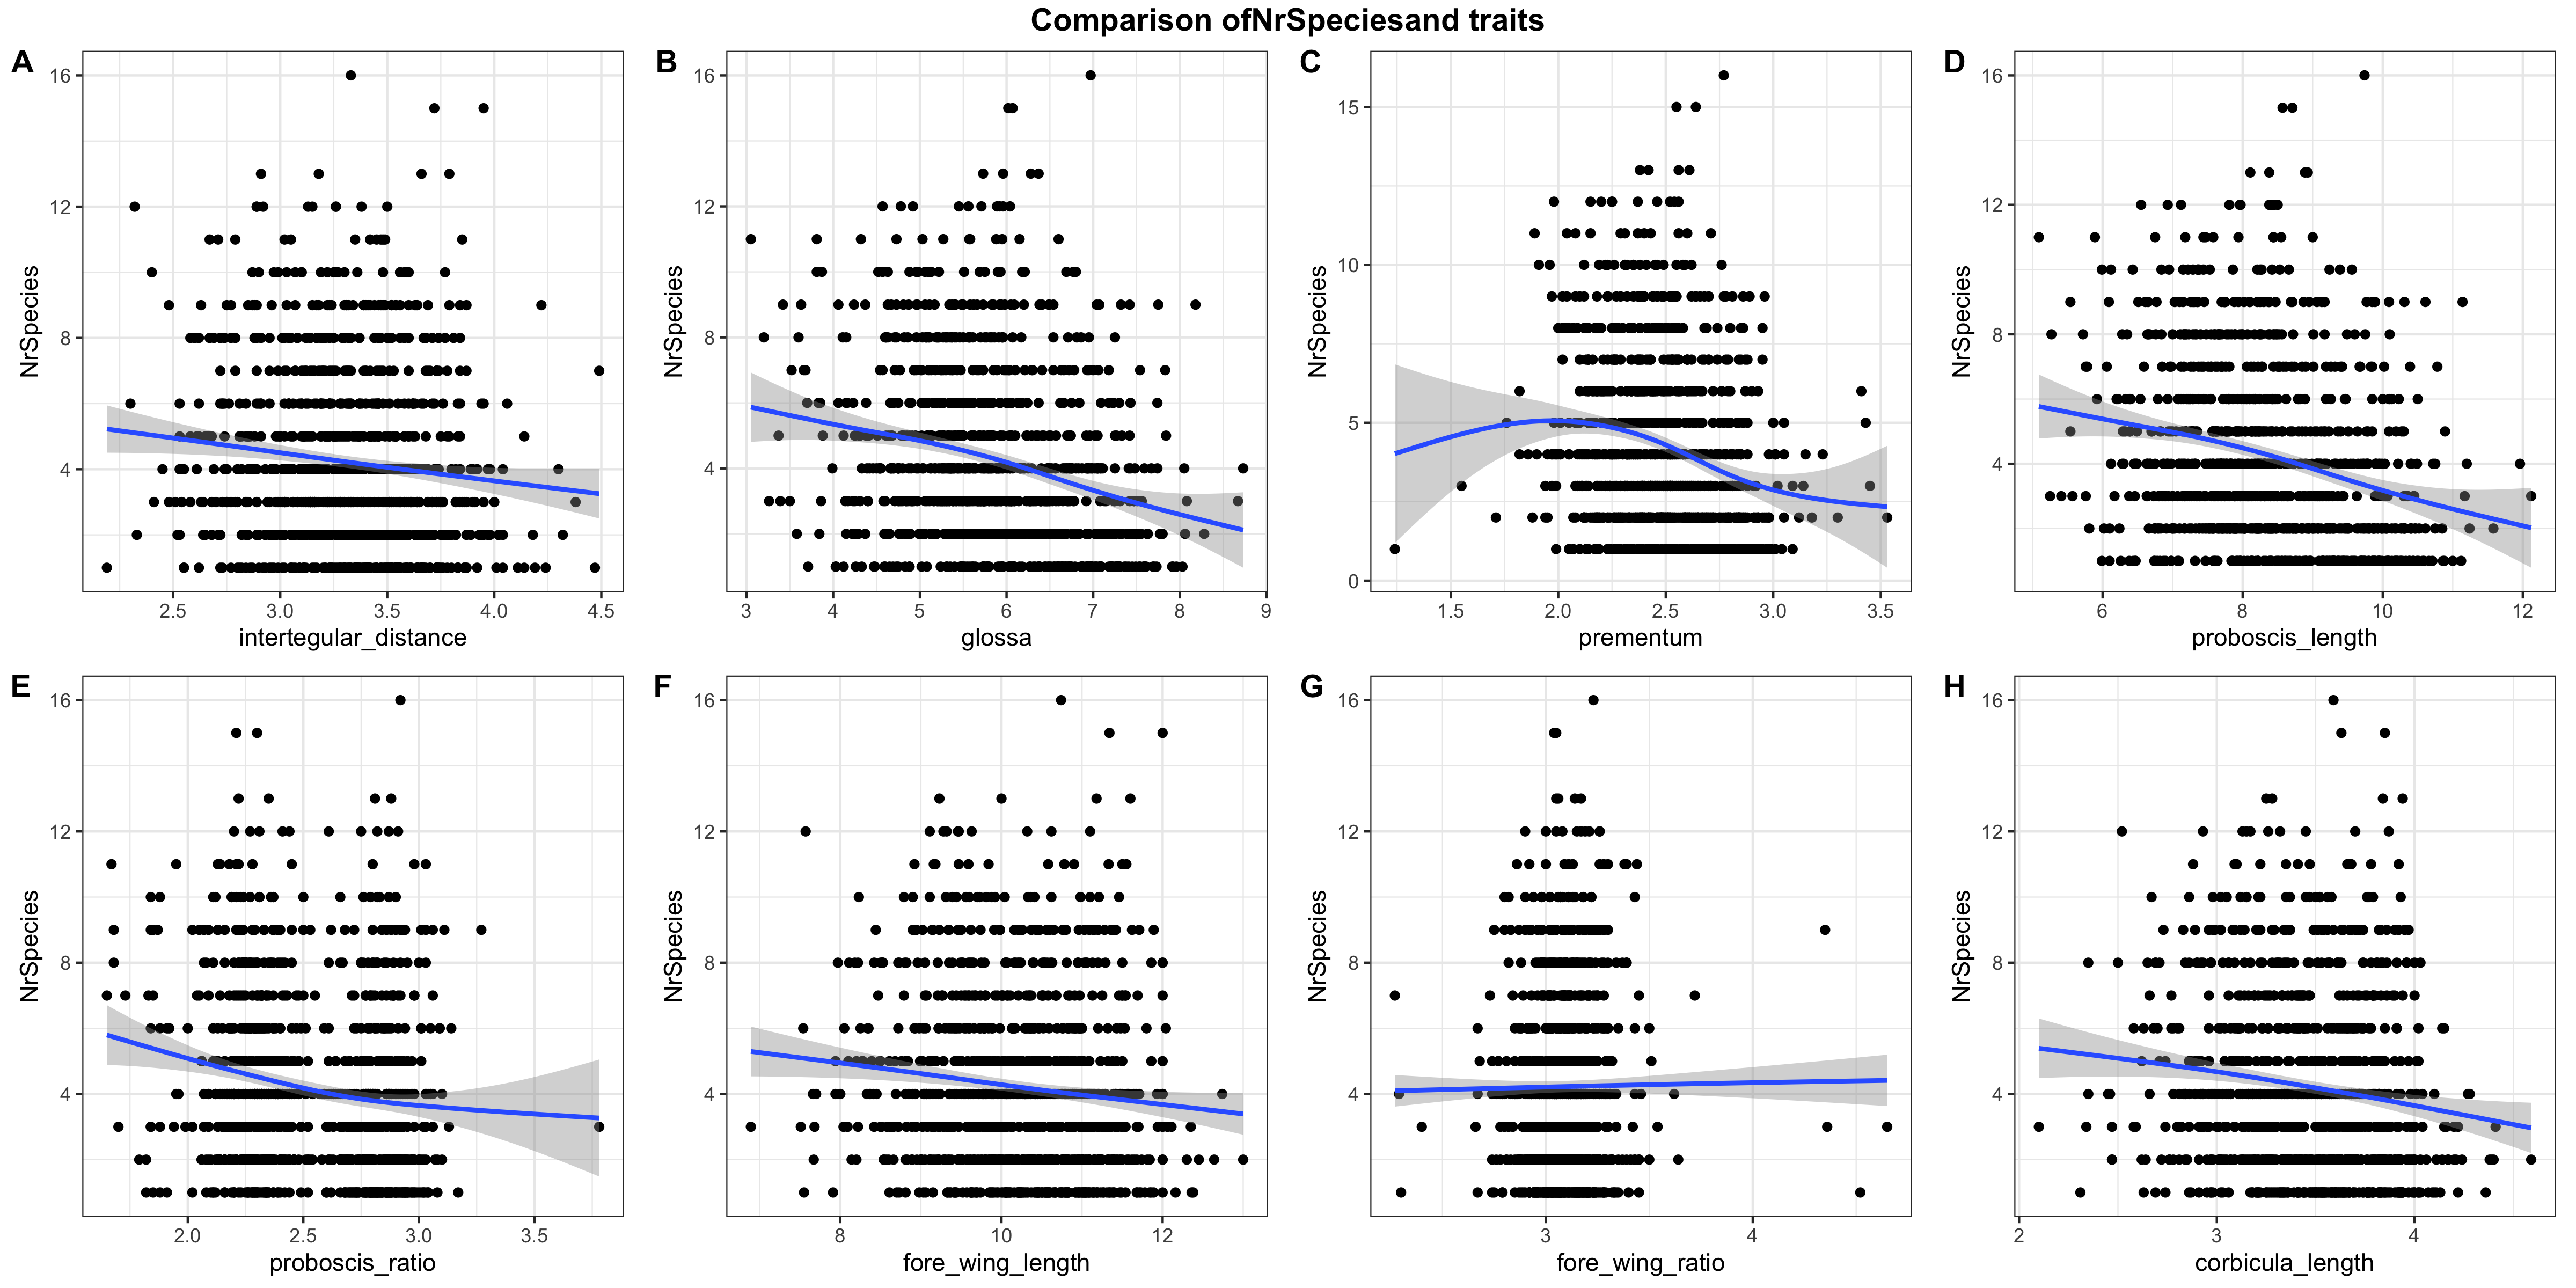 Comparison ofNrSpeciesand traits
A
16
12
8
4
NrSpecies
2.5 3.0 3.5 4.0 4.5
intertegular_distance
B
16
12
8
4
NrSpecies
3 4 5 6 7 8 9
glossa
C
15
10
5
0
NrSpecies
1.5 2.0 2.5 3.0 3.5
prementum
D
16
12
8
4
NrSpecies
6 8 10 12
proboscis_length
E
16
12
8
4
NrSpecies
2.0 2.5 3.0 3.5
proboscis_ratio
F
16
12
8
4
NrSpecies
8 10 12
fore_wing_length
G
16
12
8
4
NrSpecies
3 4
fore_wing_ratio
H
16
12
8
4
NrSpecies
2 3 4
corbicula_length